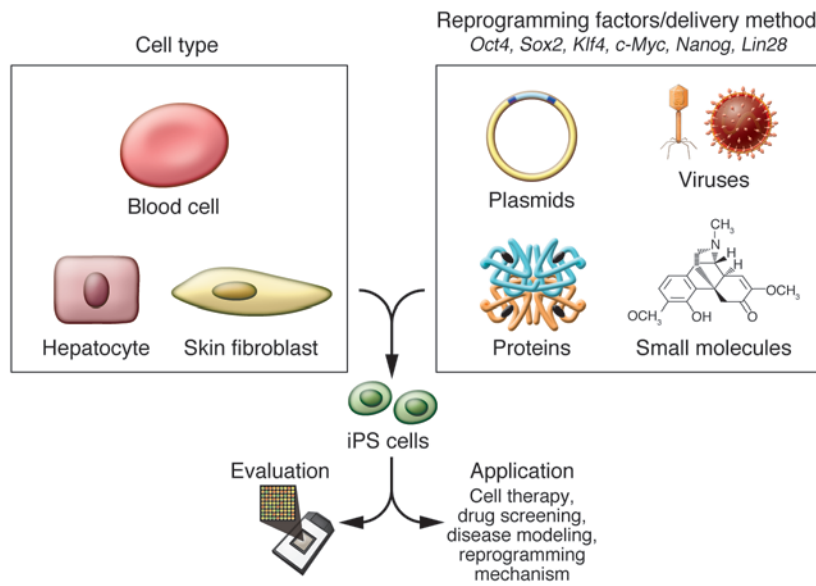 Cell type
Blood cell
Hepatocyte
Skin fibroblast
Reprogramming factors/delivery method
Oct4, Sox2, Klf4, c-Myc, Nanog, Lin28
Plasmids
Viruses
Proteins
CH₃
N
H
H
OCH₃
OH
O
OCH₃
Small molecules
iPS cells
Evaluation
Application
Cell therapy,
drug screening,
disease modeling,
reprogramming
mechanism